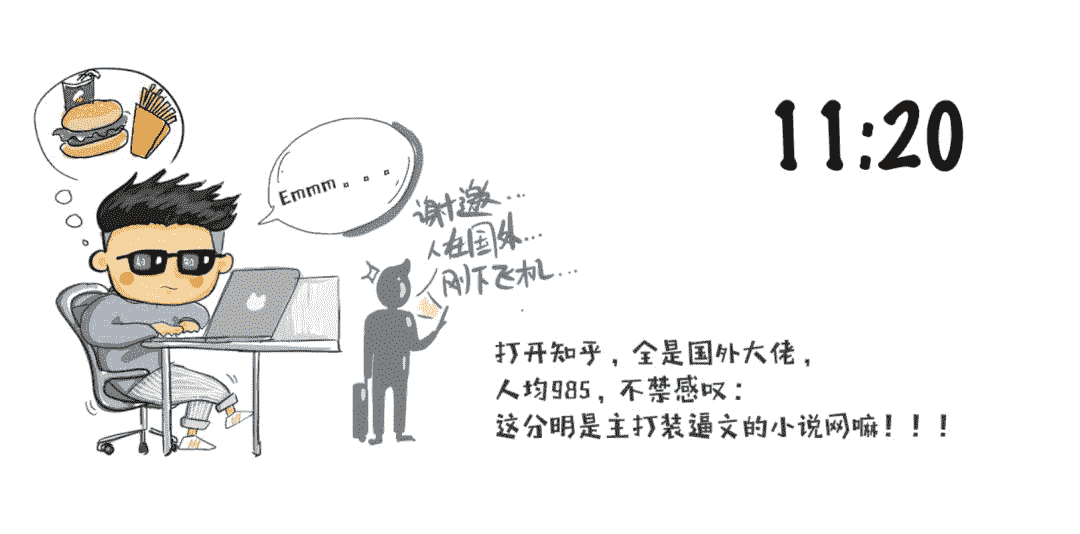 11:20
Emmm。。。
谢邀...
人在国外...
刚下飞机...
打开知乎，全是国外大佬，
人均985，不禁感叹：
这分明是主打装逼文的小说网嘛！！！